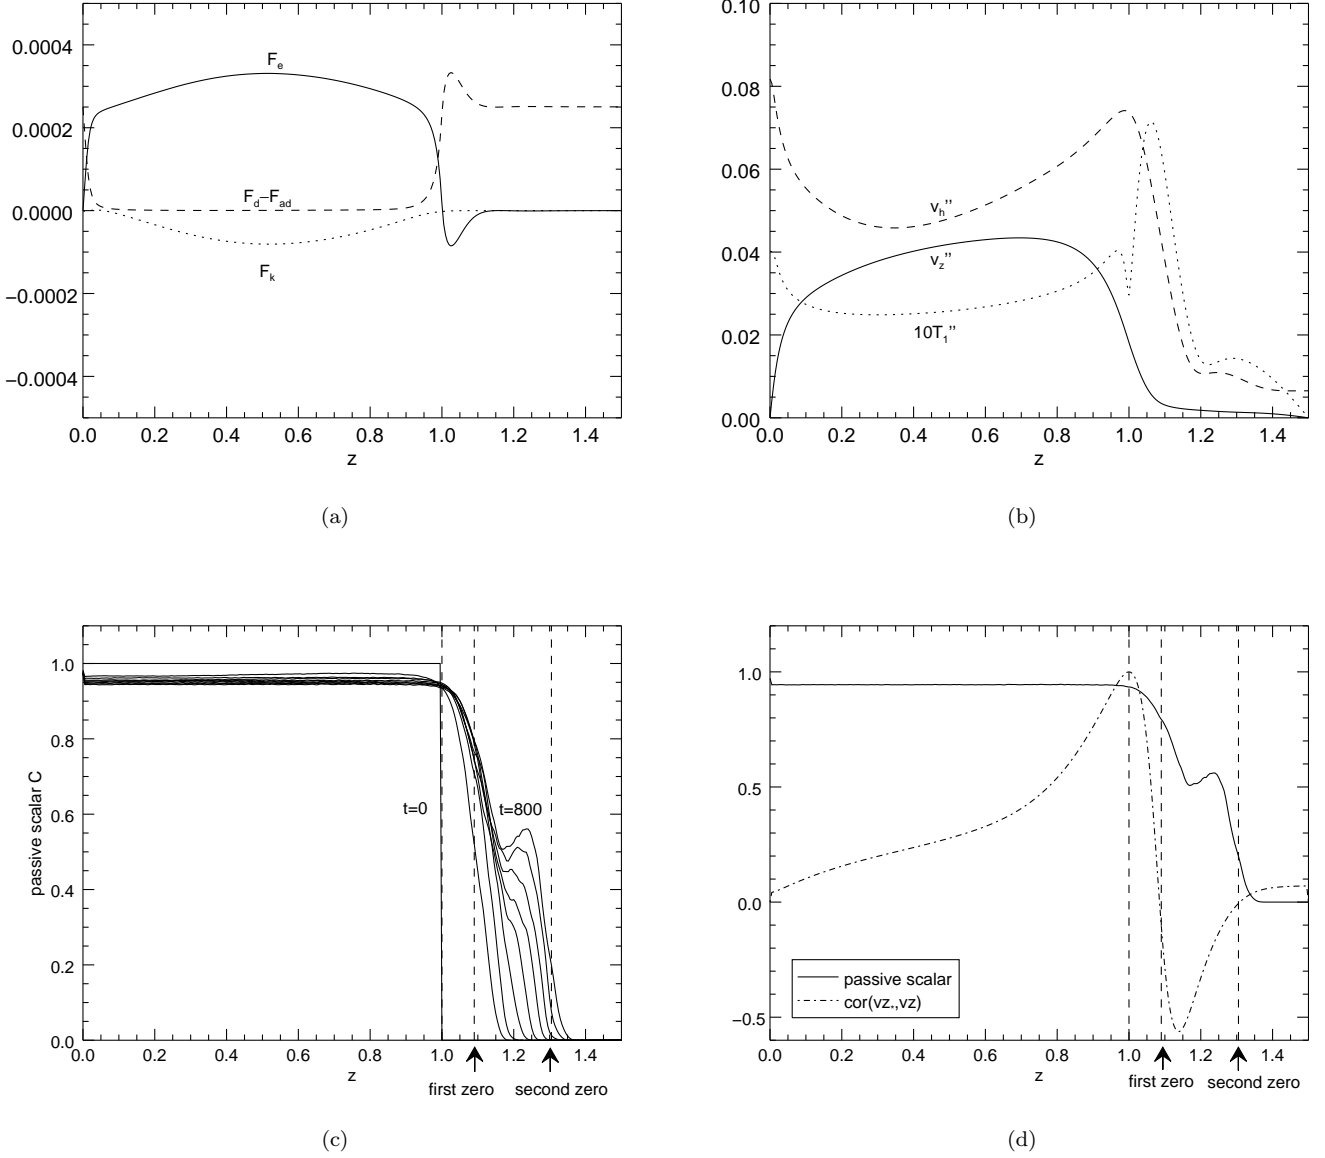 0.0004
0.0002
0.0000
−0.0002
−0.0004
F_e
F_d−F_ad
F_k
0.0 0.2 0.4 0.6 0.8 1.0 1.2 1.4
z
(a)
0.10
0.08
0.06
0.04
0.02
0.00
v_h''
v_z''
10T_1''
0.0 0.2 0.4 0.6 0.8 1.0 1.2 1.4
z
(b)
passive scalar C
1.0
0.8
0.6
0.4
0.2
0.0
t=0
t=800
0.0 0.2 0.4 0.6 0.8 1.0 1.2 1.4
z
first zero
second zero
(c)
1.0
0.5
0.0
−0.5
passive scalar
cor(vz_*,vz)
0.0 0.2 0.4 0.6 0.8 1.0 1.2 1.4
z
first zero
second zero
(d)